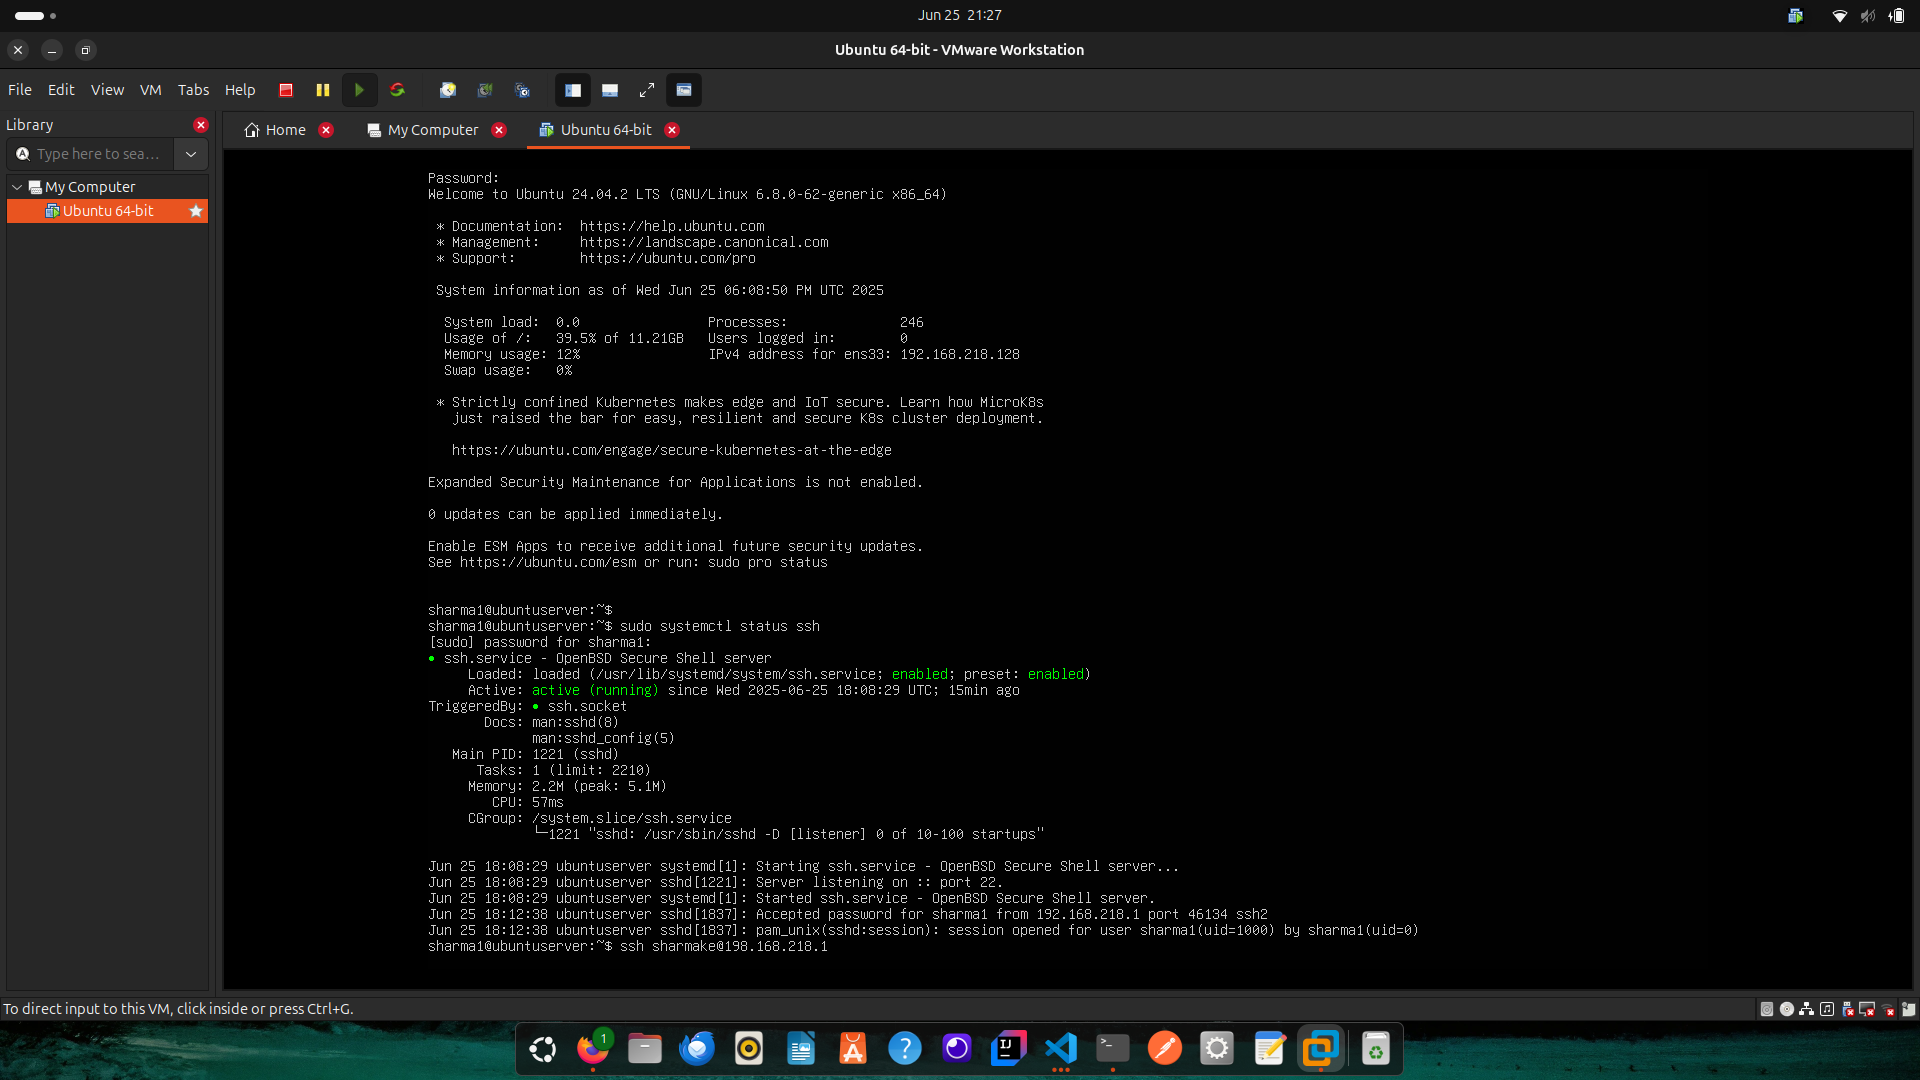 Jun 25 21:27
Ubuntu 64-bit - VMware Workstation
File Edit View VM Tabs Help
Library
Type here to sea...
My Computer
Ubuntu 64-bit
Home
My Computer
Ubuntu 64-bit
Password:
Welcome to Ubuntu 24.04.2 LTS (GNU/Linux 6.8.0-62-generic x86_64)
* Documentation: https://help.ubuntu.com
* Management: https://landscape.canonical.com
* Support: https://ubuntu.com/pro
System information as of Wed Jun 25 06:08:50 PM UTC 2025
System load: 0.0 Processes: 246
Usage of /: 39.5% of 11.21GB Users logged in: 0
Memory usage: 12% IPv4 address for ens33: 192.168.218.128
Swap usage: 0%
* Strictly confined Kubernetes makes edge and IoT secure. Learn how MicroK8s
just raised the bar for easy, resilient and secure K8s cluster deployment.
https://ubuntu.com/engage/secure-kubernetes-at-the-edge
Expanded Security Maintenance for Applications is not enabled.
0 updates can be applied immediately.
Enable ESM Apps to receive additional future security updates.
See https://ubuntu.com/esm or run: sudo pro status
sharma1@ubuntuserver:~$
sharma1@ubuntuserver:~$ sudo systemctl status ssh
[sudo] password for sharma1:
● ssh.service - OpenBSD Secure Shell server
Loaded: loaded (/usr/lib/systemd/system/ssh.service; enabled; preset: enabled)
Active: active (running) since Wed 2025-06-25 18:08:29 UTC; 15min ago
TriggeredBy: ● ssh.socket
Docs: man:sshd(8)
man:sshd_config(5)
Main PID: 1221 (sshd)
Tasks: 1 (limit: 2210)
Memory: 2.2M (peak: 5.1M)
CPU: 57ms
CGroup: /system.slice/ssh.service
└─1221 "sshd: /usr/sbin/sshd -D [listener] 0 of 10-100 startups"
Jun 25 18:08:29 ubuntuserver systemd[1]: Starting ssh.service - OpenBSD Secure Shell server...
Jun 25 18:08:29 ubuntuserver sshd[1221]: Server listening on :: port 22.
Jun 25 18:08:29 ubuntuserver systemd[1]: Started ssh.service - OpenBSD Secure Shell server.
Jun 25 18:12:38 ubuntuserver sshd[1837]: Accepted password for sharma1 from 192.168.218.1 port 46134 ssh2
Jun 25 18:12:38 ubuntuserver sshd[1837]: pam_unix(sshd:session): session opened for user sharma1(uid=1000) by sharma1(uid=0)
sharma1@ubuntuserver:~$ ssh sharmake@198.168.218.1
To direct input to this VM, click inside or press Ctrl+G.
1